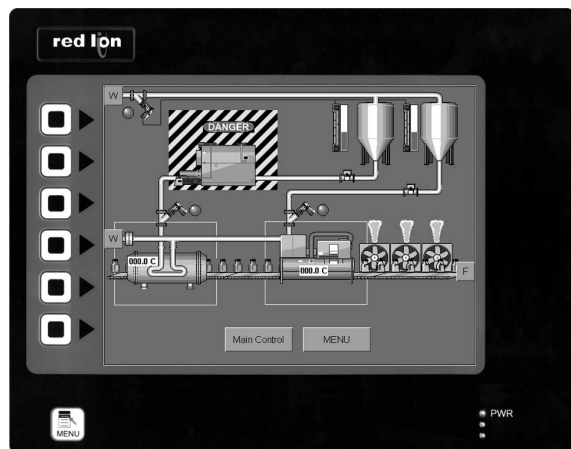 red lion
W
DANGER
W
000.0 C
000.0 C
F
Main Control
MENU
PWR
MENU